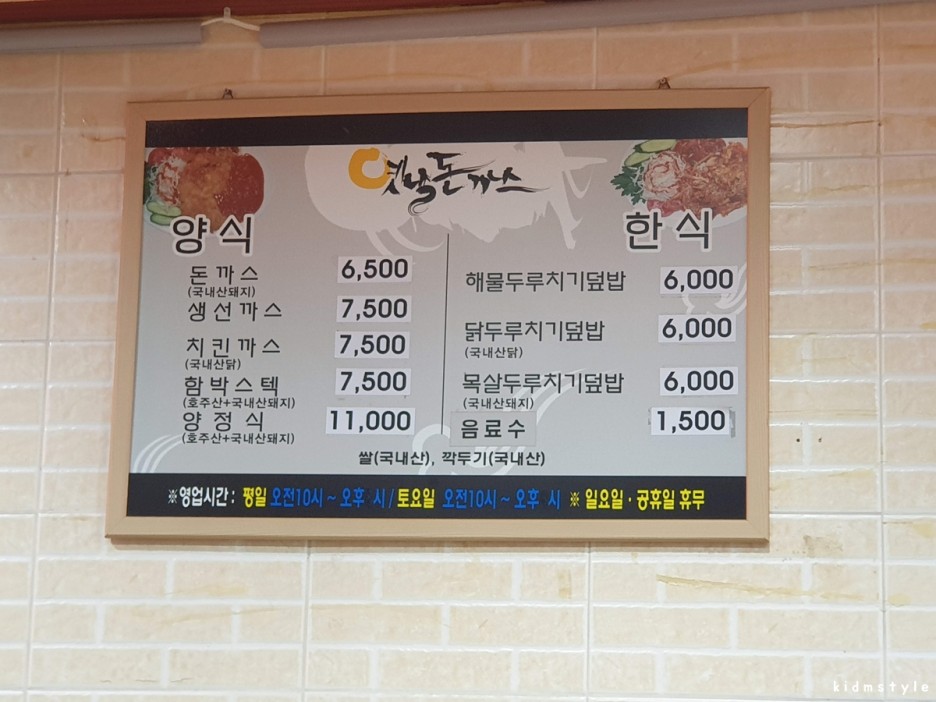 옛날돈까스
양식
돈까스 6,500
(국내산돼지)
생선까스 7,500
치킨까스 7,500
(국내산닭)
함박스텍 7,500
(호주산+국내산돼지)
양정식 11,000
(호주산+국내산돼지)
한식
해물두루치기덮밥 6,000
닭두루치기덮밥 6,000
(국내산닭)
목살두루치기덮밥 6,000
(국내산돼지)
음료수 1,500
쌀(국내산), 깍두기(국내산)
※영업시간 : 평일 오전10시 ~ 오후 시 / 토요일 오전10시 ~ 오후 시 ※ 일요일 · 공휴일 휴무
kidmstyle